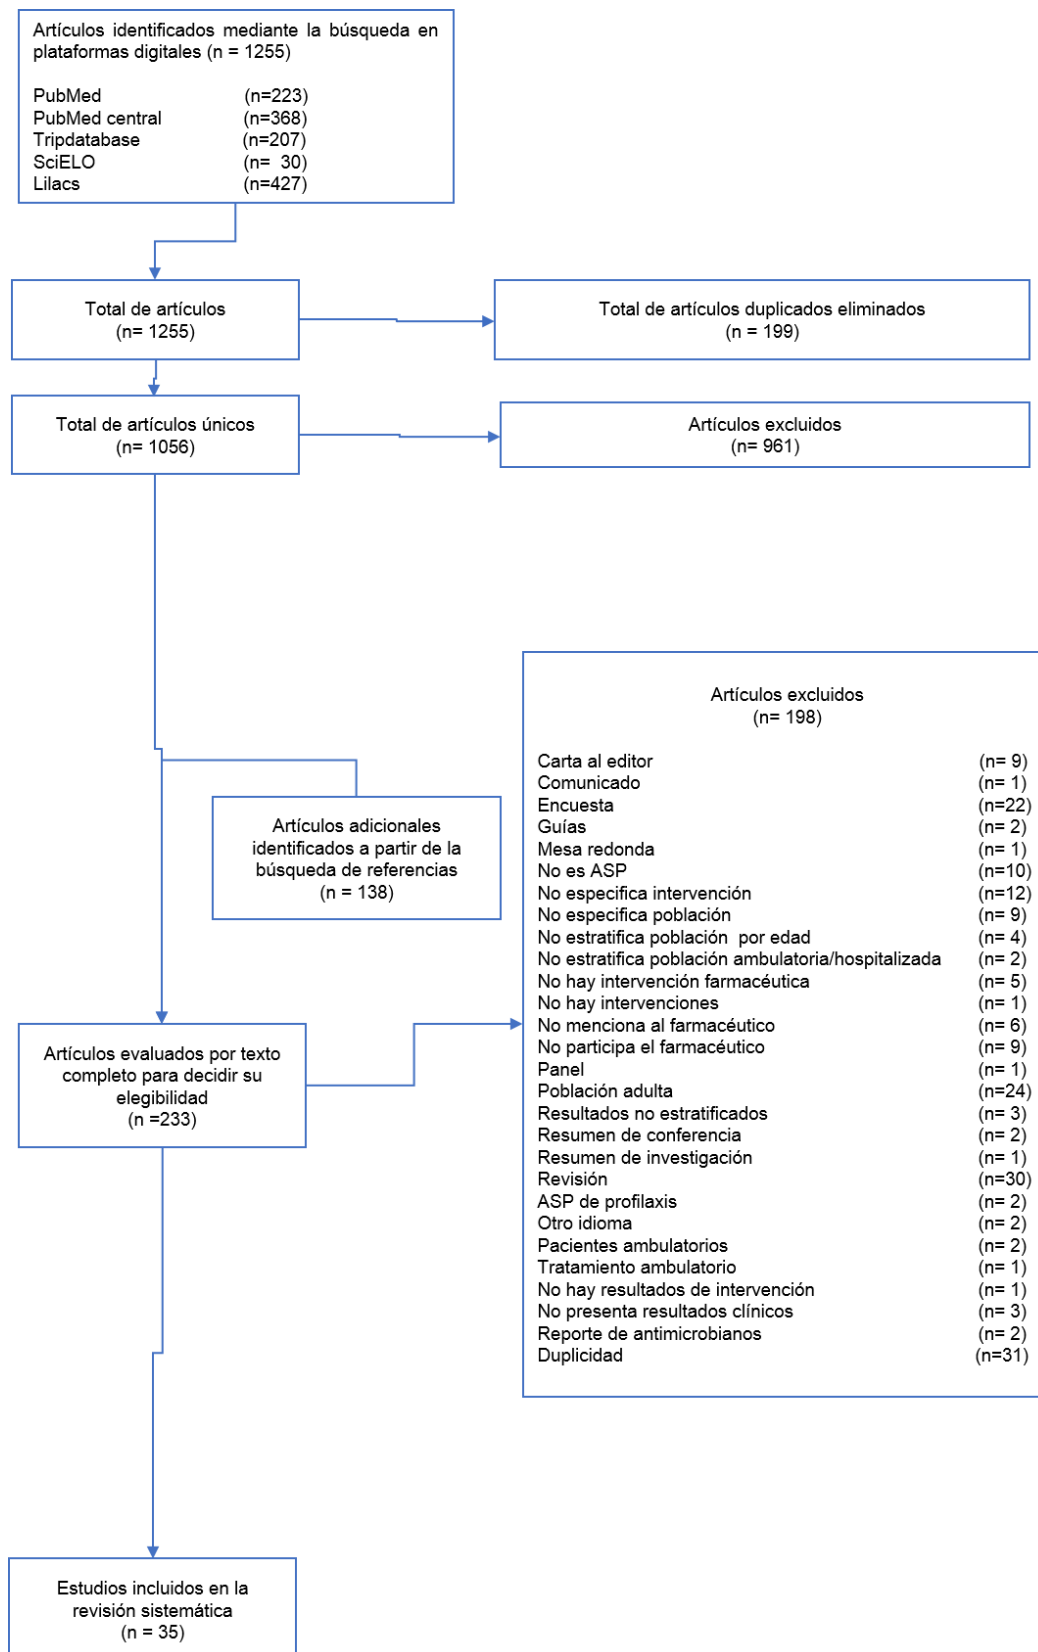 Artículos identificados mediante la búsqueda en
plataformas digitales (n = 1255)
PubMed (n=223)
PubMed central (n=368)
Tripdatabase (n=207)
SciELO (n= 30)
Lilacs (n=427)
Total de artículos
(n= 1255)
Total de artículos duplicados eliminados
(n = 199)
Total de artículos únicos
(n= 1056)
Artículos excluidos
(n= 961)
Artículos adicionales
identificados a partir de la
búsqueda de referencias
(n = 138)
Artículos evaluados por texto
completo para decidir su
elegibilidad
(n =233)
Artículos excluidos
(n= 198)
Carta al editor (n= 9)
Comunicado (n= 1)
Encuesta (n=22)
Guías (n= 2)
Mesa redonda (n= 1)
No es ASP (n=10)
No especifica intervención (n=12)
No especifica población (n= 9)
No estratifica población por edad (n= 4)
No estratifica población ambulatoria/hospitalizada (n= 2)
No hay intervención farmacéutica (n= 5)
No hay intervenciones (n= 1)
No menciona al farmacéutico (n= 6)
No participa el farmacéutico (n= 9)
Panel (n= 1)
Población adulta (n=24)
Resultados no estratificados (n= 3)
Resumen de conferencia (n= 2)
Resumen de investigación (n= 1)
Revisión (n=30)
ASP de profilaxis (n= 2)
Otro idioma (n= 2)
Pacientes ambulatorios (n= 2)
Tratamiento ambulatorio (n= 1)
No hay resultados de intervención (n= 1)
No presenta resultados clínicos (n= 3)
Reporte de antimicrobianos (n= 2)
Duplicidad (n=31)
Estudios incluidos en la
revisión sistemática
(n = 35)